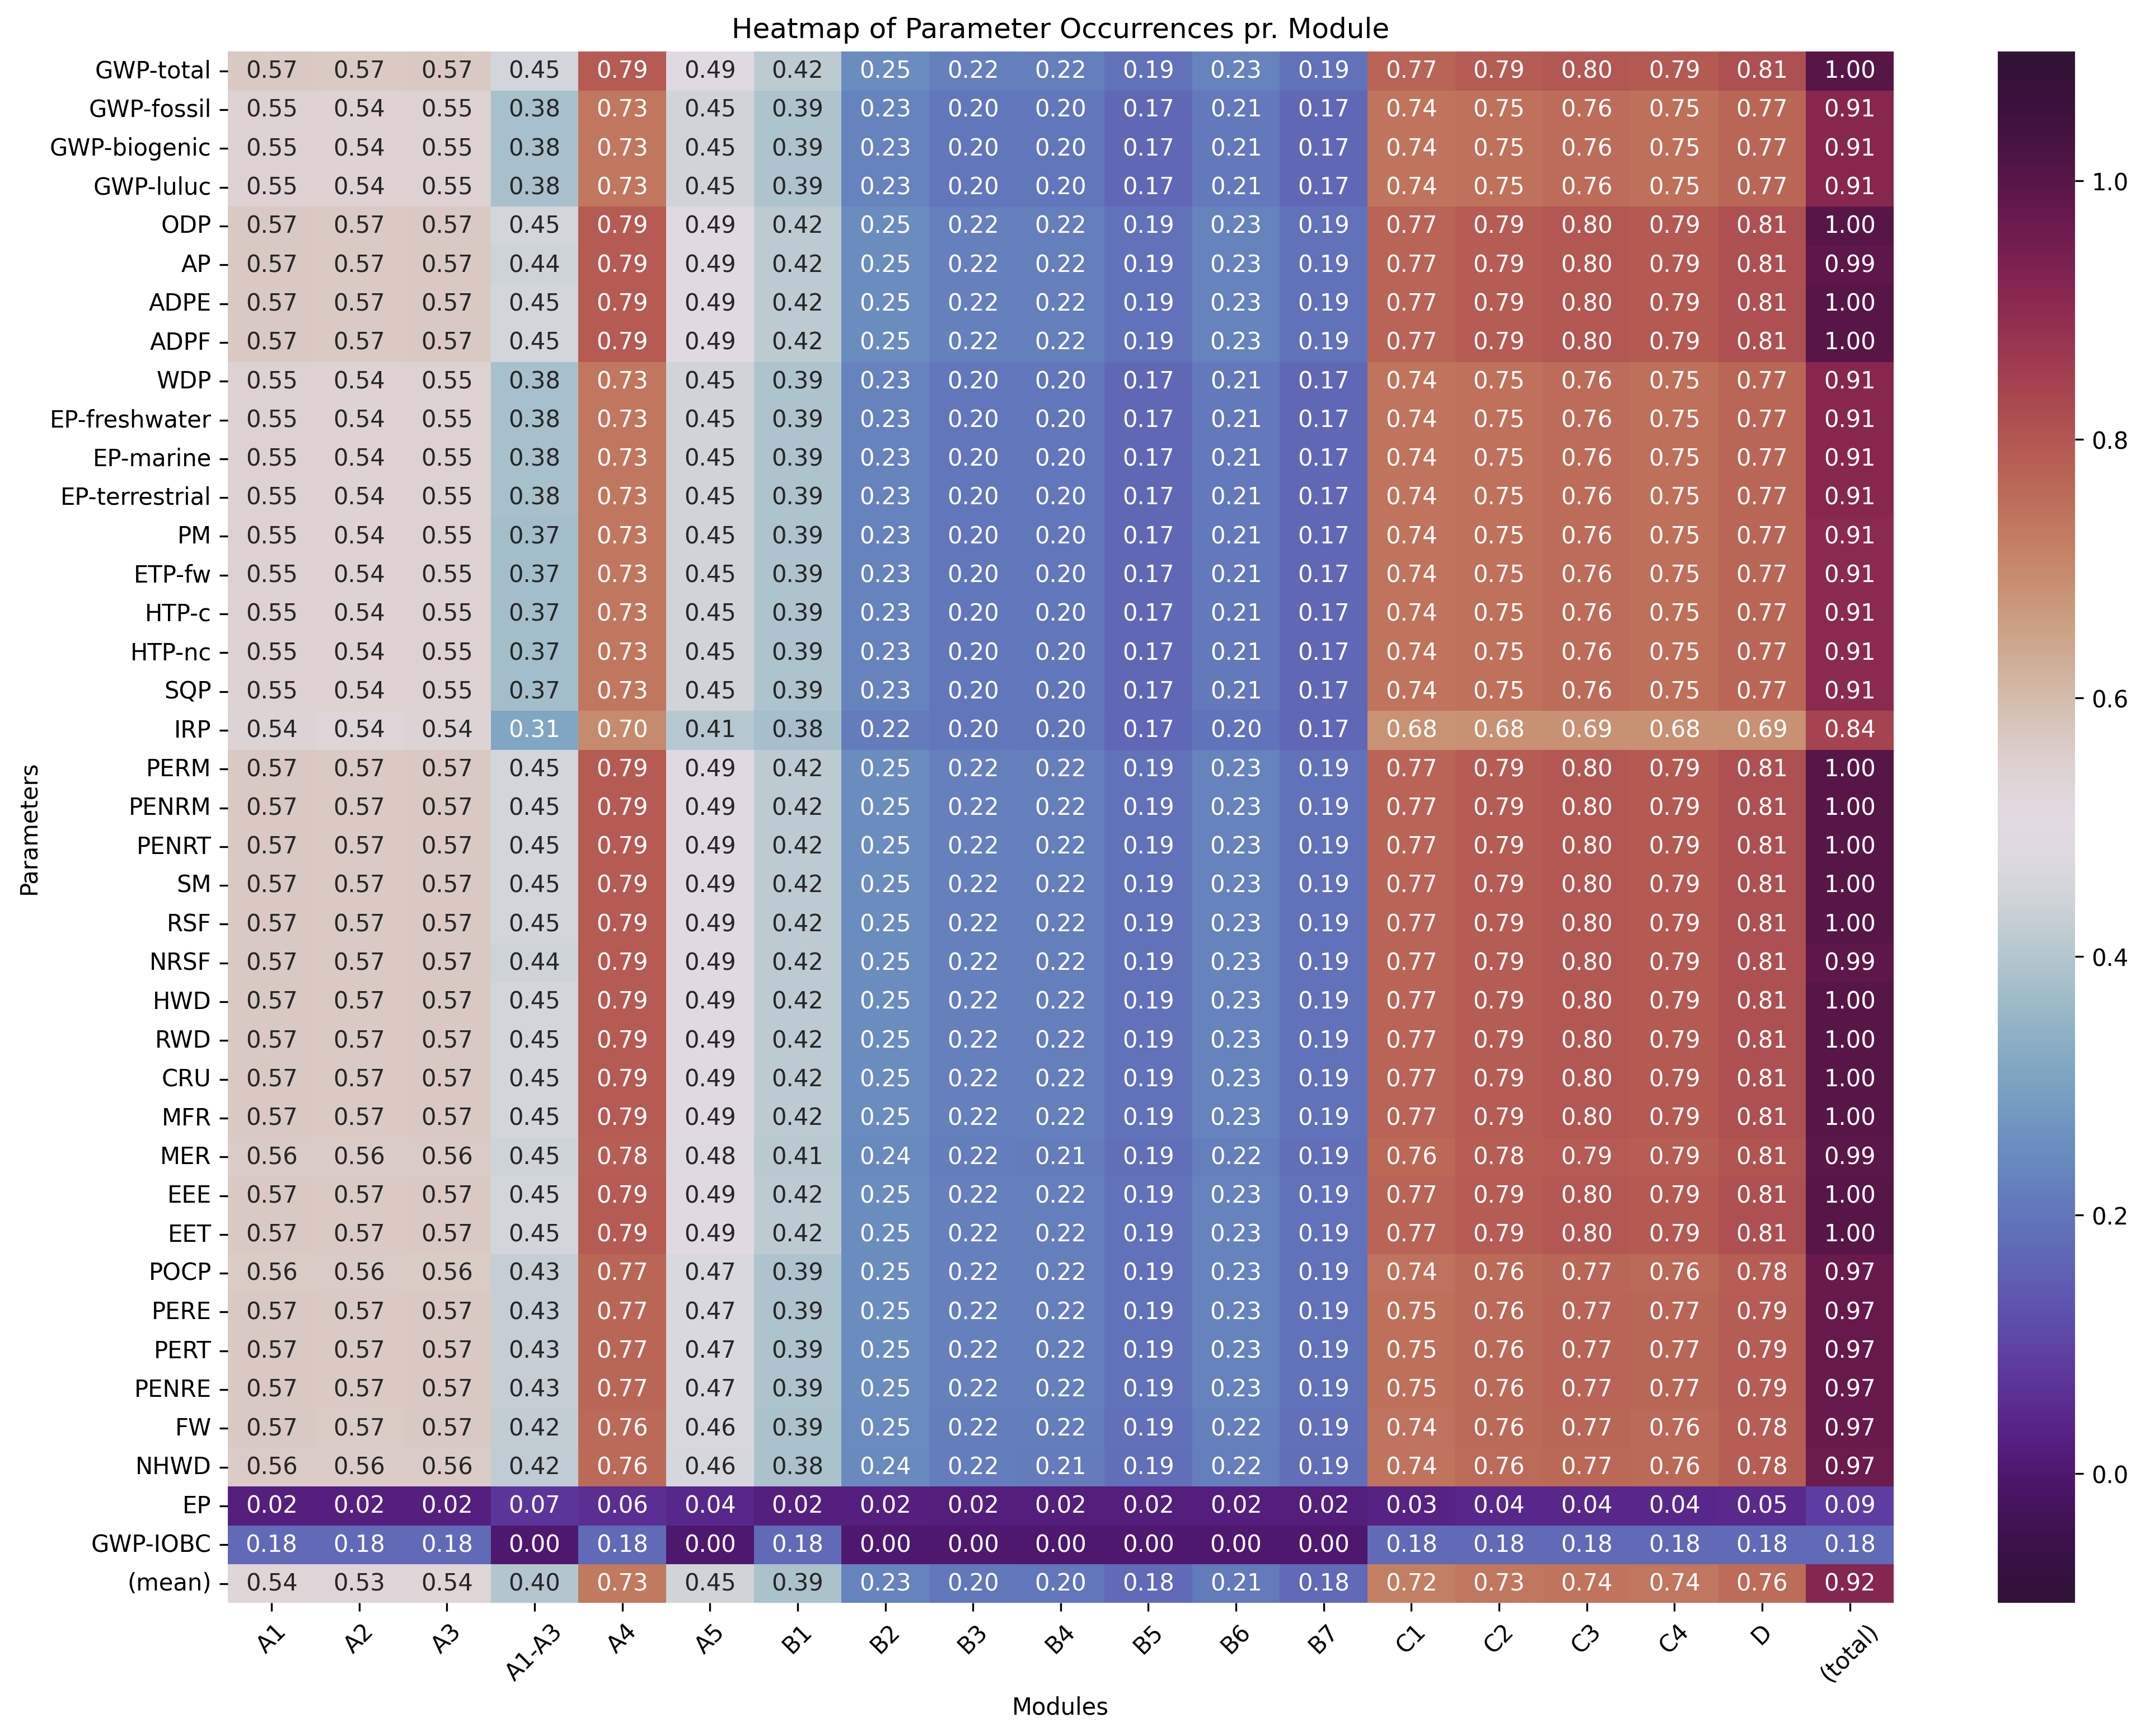 Heatmap of Parameter Occurrences pr. Module
GWP-total 0.57 0.57 0.57 0.45 0.79 0.49 0.42 0.25 0.22 0.22 0.19 0.23 0.19 0.77 0.79 0.80 0.79 0.81 1.00
GWP-fossil 0.55 0.54 0.55 0.38 0.73 0.45 0.39 0.23 0.20 0.20 0.17 0.21 0.17 0.74 0.75 0.76 0.75 0.77 0.91
GWP-biogenic 0.55 0.54 0.55 0.38 0.73 0.45 0.39 0.23 0.20 0.20 0.17 0.21 0.17 0.74 0.75 0.76 0.75 0.77 0.91
GWP-luluc 0.55 0.54 0.55 0.38 0.73 0.45 0.39 0.23 0.20 0.20 0.17 0.21 0.17 0.74 0.75 0.76 0.75 0.77 0.91
ODP 0.57 0.57 0.57 0.45 0.79 0.49 0.42 0.25 0.22 0.22 0.19 0.23 0.19 0.77 0.79 0.80 0.79 0.81 1.00
AP 0.57 0.57 0.57 0.44 0.79 0.49 0.42 0.25 0.22 0.22 0.19 0.23 0.19 0.77 0.79 0.80 0.79 0.81 0.99
ADPE 0.57 0.57 0.57 0.45 0.79 0.49 0.42 0.25 0.22 0.22 0.19 0.23 0.19 0.77 0.79 0.80 0.79 0.81 1.00
ADPF 0.57 0.57 0.57 0.45 0.79 0.49 0.42 0.25 0.22 0.22 0.19 0.23 0.19 0.77 0.79 0.80 0.79 0.81 1.00
WDP 0.55 0.54 0.55 0.38 0.73 0.45 0.39 0.23 0.20 0.20 0.17 0.21 0.17 0.74 0.75 0.76 0.75 0.77 0.91
EP-freshwater 0.55 0.54 0.55 0.38 0.73 0.45 0.39 0.23 0.20 0.20 0.17 0.21 0.17 0.74 0.75 0.76 0.75 0.77 0.91
EP-marine 0.55 0.54 0.55 0.38 0.73 0.45 0.39 0.23 0.20 0.20 0.17 0.21 0.17 0.74 0.75 0.76 0.75 0.77 0.91
EP-terrestrial 0.55 0.54 0.55 0.38 0.73 0.45 0.39 0.23 0.20 0.20 0.17 0.21 0.17 0.74 0.75 0.76 0.75 0.77 0.91
PM 0.55 0.54 0.55 0.37 0.73 0.45 0.39 0.23 0.20 0.20 0.17 0.21 0.17 0.74 0.75 0.76 0.75 0.77 0.91
ETP-fw 0.55 0.54 0.55 0.37 0.73 0.45 0.39 0.23 0.20 0.20 0.17 0.21 0.17 0.74 0.75 0.76 0.75 0.77 0.91
HTP-c 0.55 0.54 0.55 0.37 0.73 0.45 0.39 0.23 0.20 0.20 0.17 0.21 0.17 0.74 0.75 0.76 0.75 0.77 0.91
HTP-nc 0.55 0.54 0.55 0.37 0.73 0.45 0.39 0.23 0.20 0.20 0.17 0.21 0.17 0.74 0.75 0.76 0.75 0.77 0.91
SQP 0.55 0.54 0.55 0.37 0.73 0.45 0.39 0.23 0.20 0.20 0.17 0.21 0.17 0.74 0.75 0.76 0.75 0.77 0.91
IRP 0.54 0.54 0.54 0.31 0.70 0.41 0.38 0.22 0.20 0.20 0.17 0.20 0.17 0.68 0.68 0.69 0.68 0.69 0.84
PERM 0.57 0.57 0.57 0.45 0.79 0.49 0.42 0.25 0.22 0.22 0.19 0.23 0.19 0.77 0.79 0.80 0.79 0.81 1.00
PENRM 0.57 0.57 0.57 0.45 0.79 0.49 0.42 0.25 0.22 0.22 0.19 0.23 0.19 0.77 0.79 0.80 0.79 0.81 1.00
PENRT 0.57 0.57 0.57 0.45 0.79 0.49 0.42 0.25 0.22 0.22 0.19 0.23 0.19 0.77 0.79 0.80 0.79 0.81 1.00
SM 0.57 0.57 0.57 0.45 0.79 0.49 0.42 0.25 0.22 0.22 0.19 0.23 0.19 0.77 0.79 0.80 0.79 0.81 1.00
RSF 0.57 0.57 0.57 0.45 0.79 0.49 0.42 0.25 0.22 0.22 0.19 0.23 0.19 0.77 0.79 0.80 0.79 0.81 1.00
NRSF 0.57 0.57 0.57 0.44 0.79 0.49 0.42 0.25 0.22 0.22 0.19 0.23 0.19 0.77 0.79 0.80 0.79 0.81 0.99
HWD 0.57 0.57 0.57 0.45 0.79 0.49 0.42 0.25 0.22 0.22 0.19 0.23 0.19 0.77 0.79 0.80 0.79 0.81 1.00
RWD 0.57 0.57 0.57 0.45 0.79 0.49 0.42 0.25 0.22 0.22 0.19 0.23 0.19 0.77 0.79 0.80 0.79 0.81 1.00
CRU 0.57 0.57 0.57 0.45 0.79 0.49 0.42 0.25 0.22 0.22 0.19 0.23 0.19 0.77 0.79 0.80 0.79 0.81 1.00
MFR 0.57 0.57 0.57 0.45 0.79 0.49 0.42 0.25 0.22 0.22 0.19 0.23 0.19 0.77 0.79 0.80 0.79 0.81 1.00
MER 0.56 0.56 0.56 0.45 0.78 0.48 0.41 0.24 0.22 0.21 0.19 0.22 0.19 0.76 0.78 0.79 0.79 0.81 0.99
EEE 0.57 0.57 0.57 0.45 0.79 0.49 0.42 0.25 0.22 0.22 0.19 0.23 0.19 0.77 0.79 0.80 0.79 0.81 1.00
EET 0.57 0.57 0.57 0.45 0.79 0.49 0.42 0.25 0.22 0.22 0.19 0.23 0.19 0.77 0.79 0.80 0.79 0.81 1.00
POCP 0.56 0.56 0.56 0.43 0.77 0.47 0.39 0.25 0.22 0.22 0.19 0.23 0.19 0.74 0.76 0.77 0.76 0.78 0.97
PERE 0.57 0.57 0.57 0.43 0.77 0.47 0.39 0.25 0.22 0.22 0.19 0.23 0.19 0.75 0.76 0.77 0.77 0.79 0.97
PERT 0.57 0.57 0.57 0.43 0.77 0.47 0.39 0.25 0.22 0.22 0.19 0.23 0.19 0.75 0.76 0.77 0.77 0.79 0.97
PENRE 0.57 0.57 0.57 0.43 0.77 0.47 0.39 0.25 0.22 0.22 0.19 0.23 0.19 0.75 0.76 0.77 0.77 0.79 0.97
FW 0.57 0.57 0.57 0.42 0.76 0.46 0.39 0.25 0.22 0.22 0.19 0.22 0.19 0.74 0.76 0.77 0.76 0.78 0.97
NHWD 0.56 0.56 0.56 0.42 0.76 0.46 0.38 0.24 0.22 0.21 0.19 0.22 0.19 0.74 0.76 0.77 0.76 0.78 0.97
EP 0.02 0.02 0.02 0.07 0.06 0.04 0.02 0.02 0.02 0.02 0.02 0.02 0.02 0.03 0.04 0.04 0.04 0.05 0.09
GWP-IOBC 0.18 0.18 0.18 0.00 0.18 0.00 0.18 0.00 0.00 0.00 0.00 0.00 0.00 0.18 0.18 0.18 0.18 0.18 0.18
(mean) 0.54 0.53 0.54 0.40 0.73 0.45 0.39 0.23 0.20 0.20 0.18 0.21 0.18 0.72 0.73 0.74 0.74 0.76 0.92
A1 A2 A3 A1-A3 A4 A5 B1 B2 B3 B4 B5 B6 B7 C1 C2 C3 C4 D (total)
Modules
Parameters
1.0
0.8
0.6
0.4
0.2
0.0